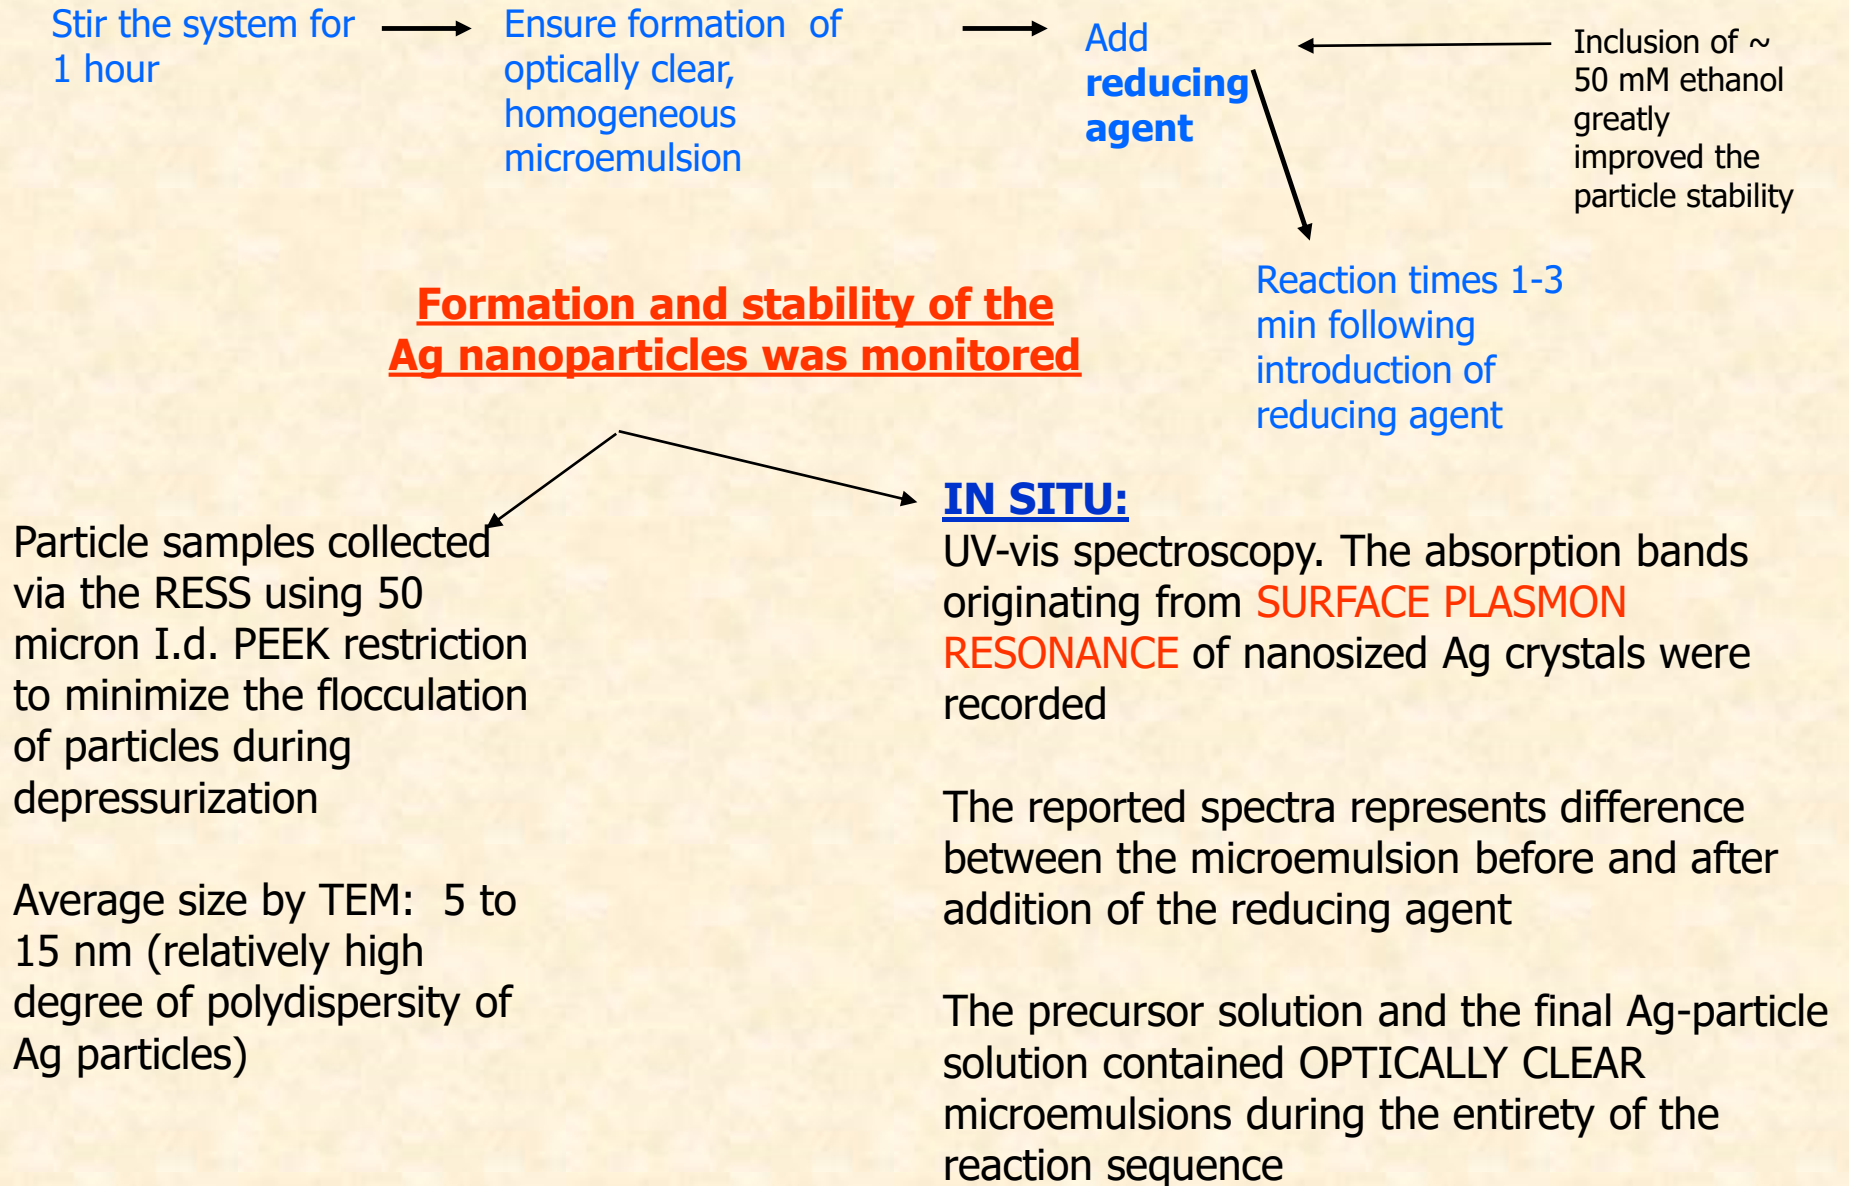 Stir the system for
1 hour
Ensure formation of
optically clear,
homogeneous
microemulsion
Add
reducing
agent
Inclusion of ~
50 mM ethanol
greatly
improved the
particle stability
Reaction times 1-3
min following
introduction of
reducing agent
Formation and stability of the
Ag nanoparticles was monitored
Particle samples collected
via the RESS using 50
micron I.d. PEEK restriction
to minimize the flocculation
of particles during
depressurization
Average size by TEM: 5 to
15 nm (relatively high
degree of polydispersity of
Ag particles)
IN SITU:
UV-vis spectroscopy. The absorption bands
originating from SURFACE PLASMON
RESONANCE of nanosized Ag crystals were
recorded
The reported spectra represents difference
between the microemulsion before and after
addition of the reducing agent
The precursor solution and the final Ag-particle
solution contained OPTICALLY CLEAR
microemulsions during the entirety of the
reaction sequence